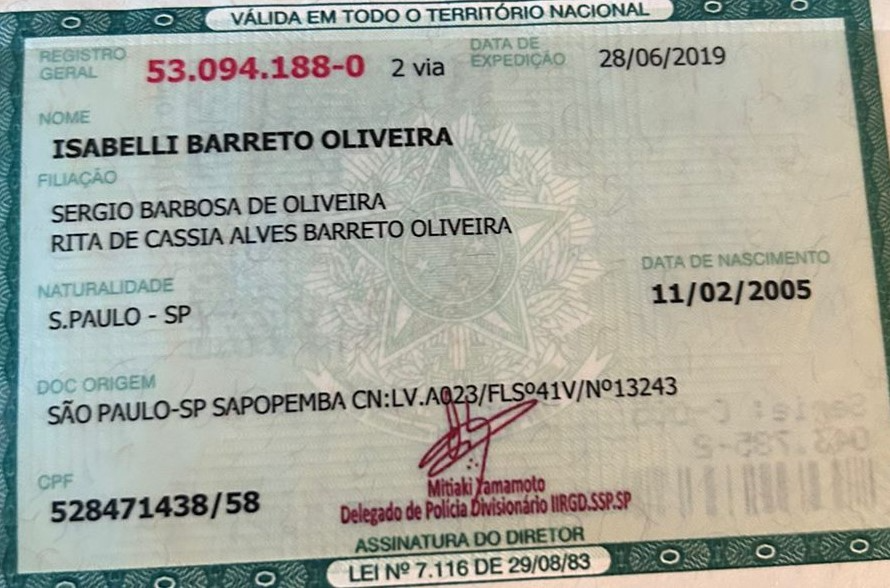 VÁLIDA EM TODO O TERRITÓRIO NACIONAL
REGISTRO GERAL 53.094.188-0 2 via DATA DE EXPEDIÇÃO 28/06/2019
NOME
ISABELLI BARRETO OLIVEIRA
FILIAÇÃO
SERGIO BARBOSA DE OLIVEIRA
RITA DE CASSIA ALVES BARRETO OLIVEIRA
NATURALIDADE DATA DE NASCIMENTO
S.PAULO - SP 11/02/2005
DOC ORIGEM
SÃO PAULO-SP SAPOPEMBA CN:LV.A023/FLSº41V/Nº13243
CPF
528471438/58
Mitiaki Yamamoto
Delegado de Polícia Divisionário IIRGD.SSP.SP
ASSINATURA DO DIRETOR
LEI Nº 7.116 DE 29/08/83